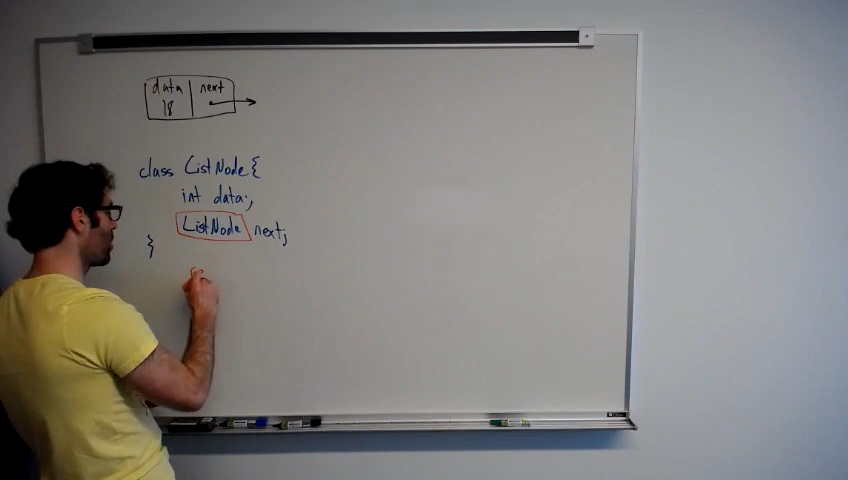 data next
18
class ListNode {
int data;
ListNode next;
}